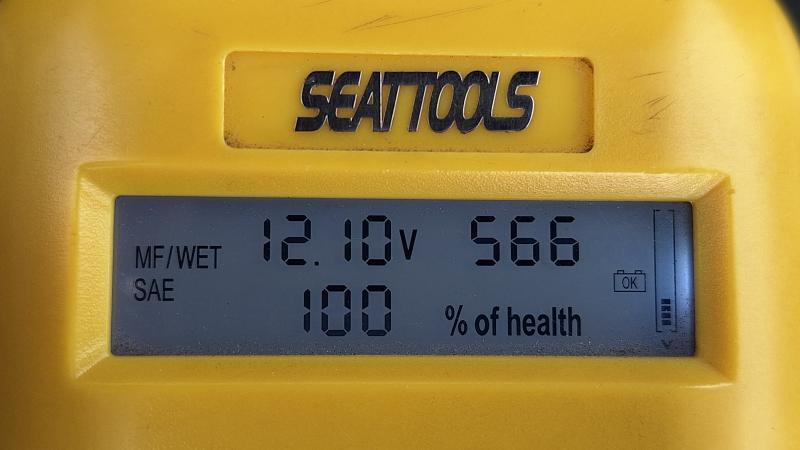 SEATTOOLS
MF/WET 12.10V 566
SAE 100 % of health
OK
V